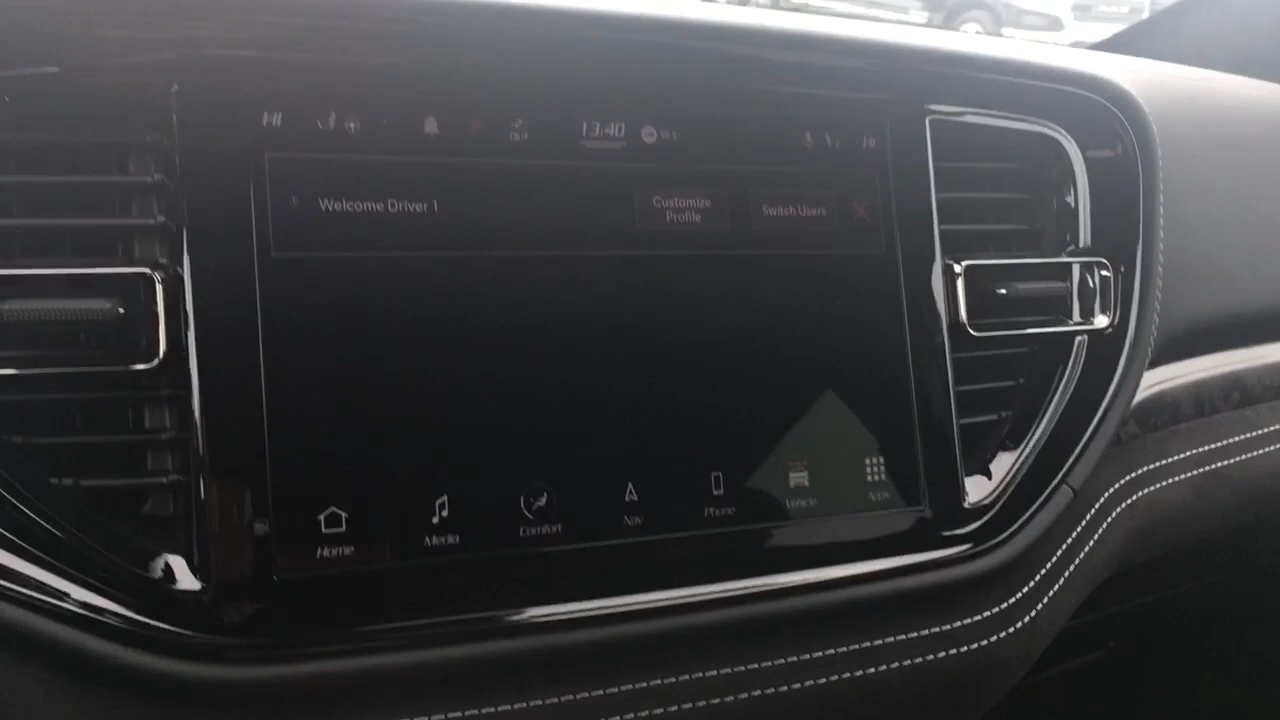 HI 13:40 HI
Welcome Driver 1
Customize
Profile
Switch Users
Home Media Comfort Nav Phone Vehicle Apps